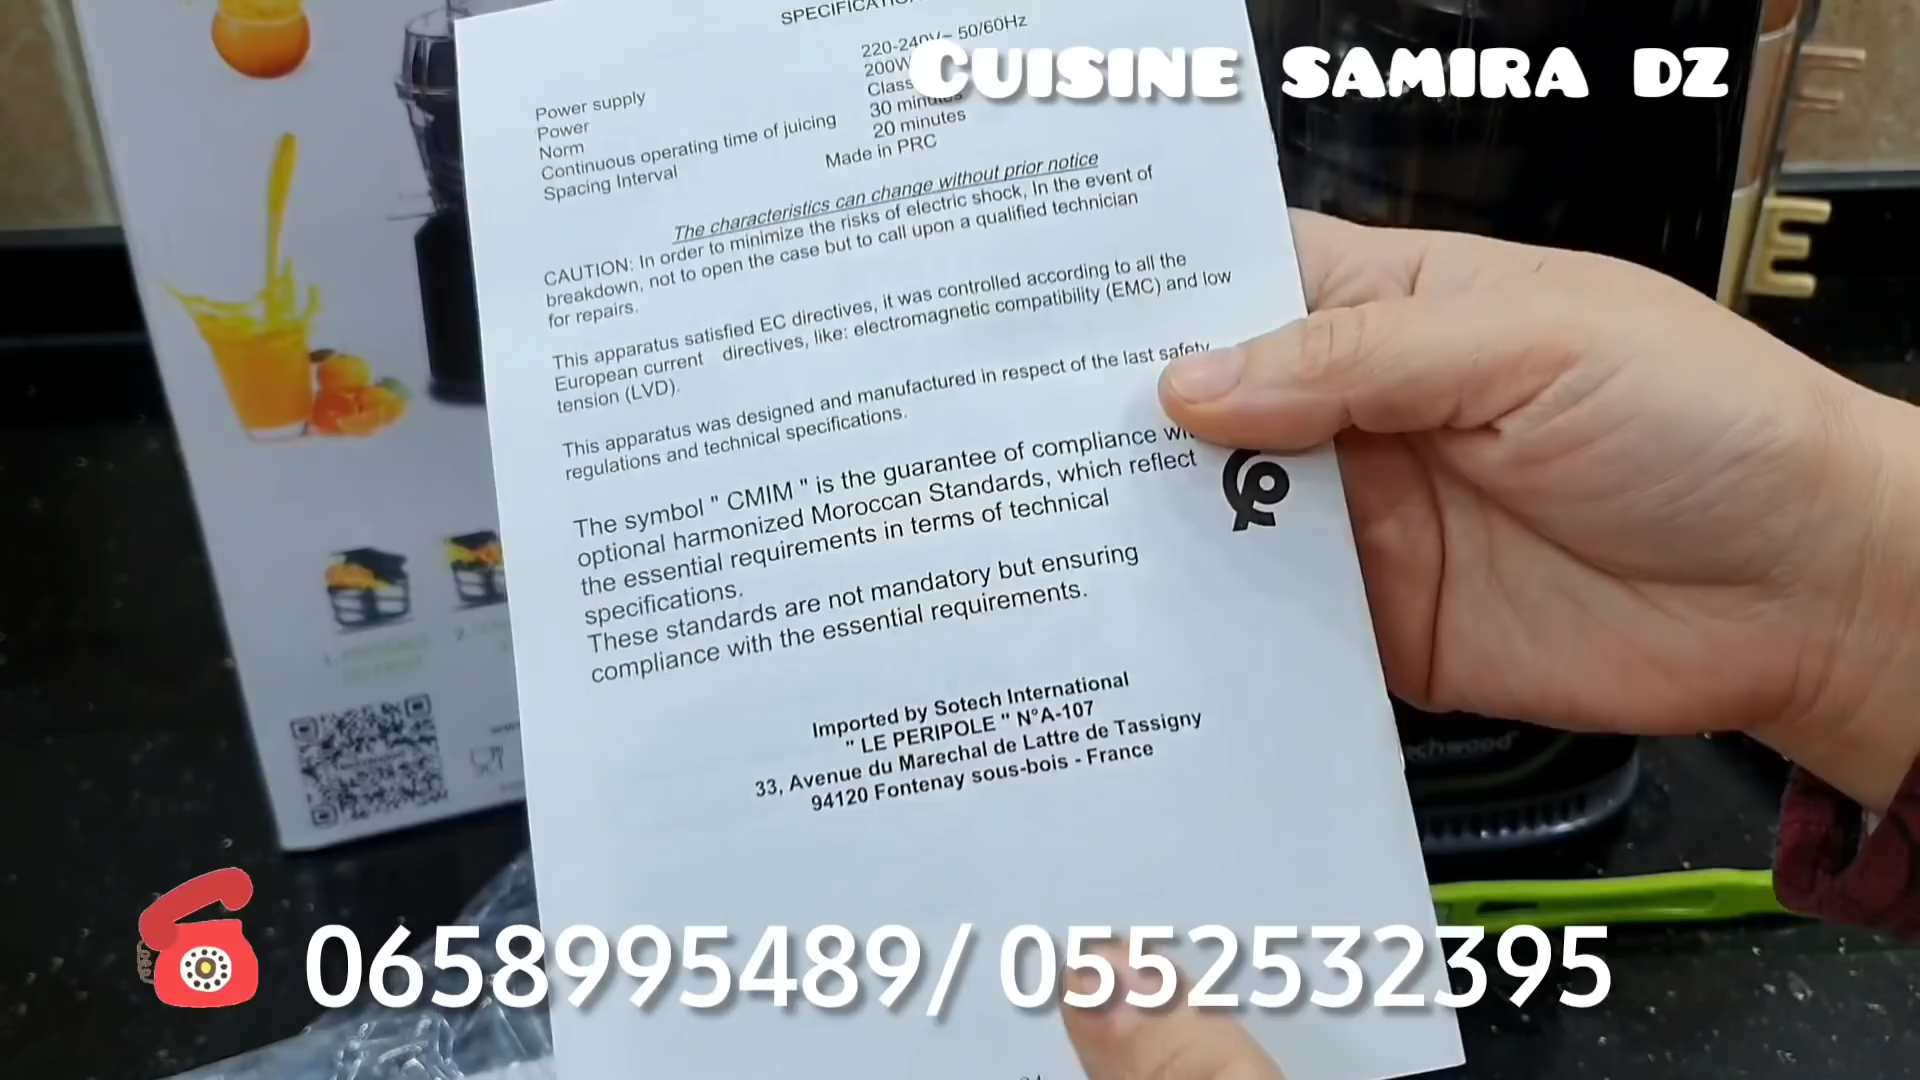 CUISINE SAMIRA DZ
Power supply 220-240V~ 50/60Hz
Power 200W
Norm Class
Continuous operating time of juicing 30 minutes
Spacing Interval 20 minutes
Made in PRC
The characteristics can change without prior notice
CAUTION: In order to minimize the risks of electric shock, In the event of
breakdown, not to open the case but to call upon a qualified technician
for repairs.
This apparatus satisfied EC directives, it was controlled according to all the
European current directives, like: electromagnetic compatibility (EMC) and low
tension (LVD).
This apparatus was designed and manufactured in respect of the last safety
regulations and technical specifications.
The symbol " CMIM " is the guarantee of compliance
optional harmonized Moroccan Standards, which reflect
the essential requirements in terms of technical
specifications.
These standards are not mandatory but ensuring
compliance with the essential requirements.
Imported by Sotech International
" LE PERIPOLE " N°A-107
33, Avenue du Marechal de Lattre de Tassigny
94120 Fontenay sous-bois - France
0658995489/ 0552532395